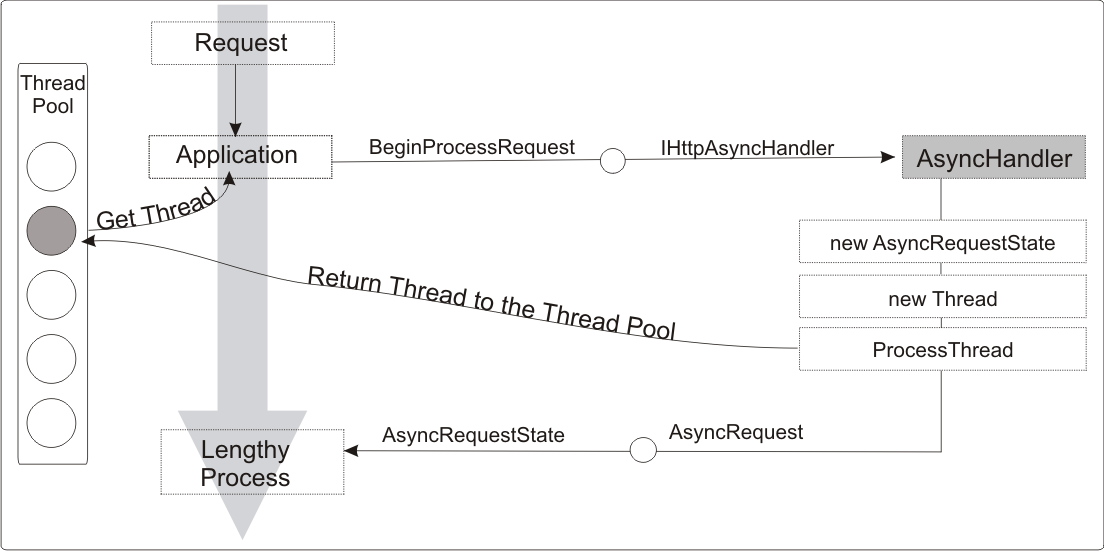 Request
Thread
Pool
Application
BeginProcessRequest
IHttpAsyncHandler
AsyncHandler
Get Thread
new AsyncRequestState
Return Thread to the Thread Pool
new Thread
ProcessThread
Lengthy
Process
AsyncRequestState
AsyncRequest